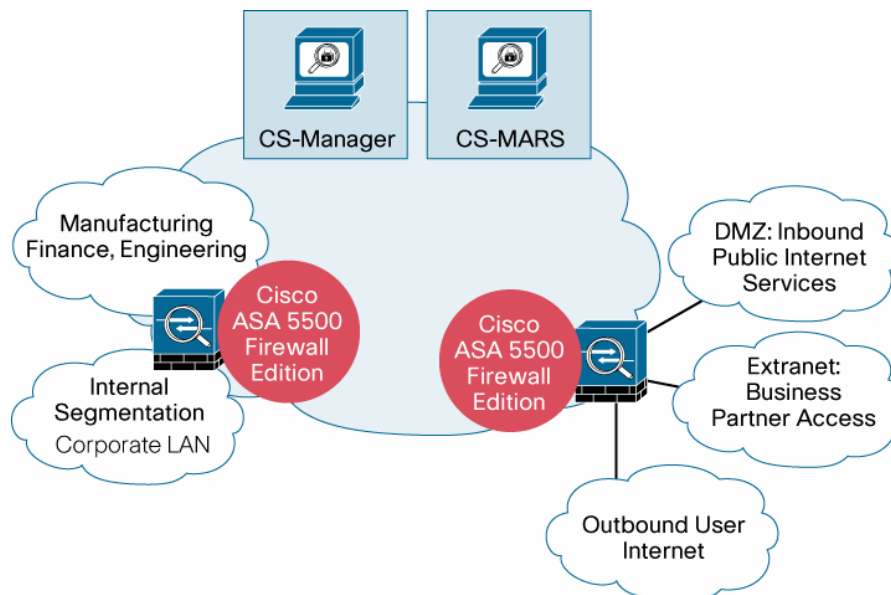 CS-Manager
CS-MARS
Manufacturing
Finance, Engineering
Cisco
ASA 5500
Firewall
Edition
Internal
Segmentation
Corporate LAN
Cisco
ASA 5500
Firewall
Edition
DMZ: Inbound
Public Internet
Services
Extranet:
Business
Partner Access
Outbound User
Internet